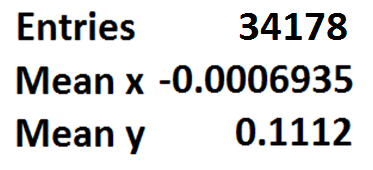 Entries 34178
Mean x -0.0006935
Mean y 0.1112